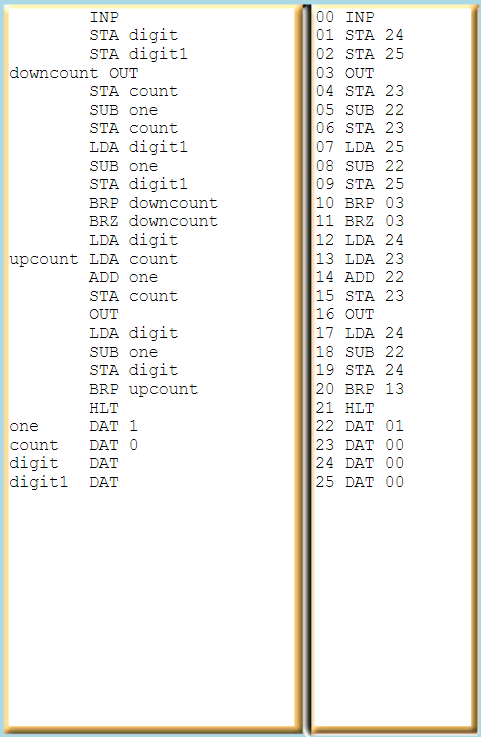 INP
STA digit
STA digit1
downcount OUT
STA count
SUB one
STA count
LDA digit1
SUB one
STA digit1
BRP downcount
BRZ downcount
LDA digit
upcount LDA count
ADD one
STA count
OUT
LDA digit
SUB one
STA digit
BRP upcount
HLT
one DAT 1
count DAT 0
digit DAT
digit1 DAT
00 INP
01 STA 24
02 STA 25
03 OUT
04 STA 23
05 SUB 22
06 STA 23
07 LDA 25
08 SUB 22
09 STA 25
10 BRP 03
11 BRZ 03
12 LDA 24
13 LDA 23
14 ADD 22
15 STA 23
16 OUT
17 LDA 24
18 SUB 22
19 STA 24
20 BRP 13
21 HLT
22 DAT 01
23 DAT 00
24 DAT 00
25 DAT 00